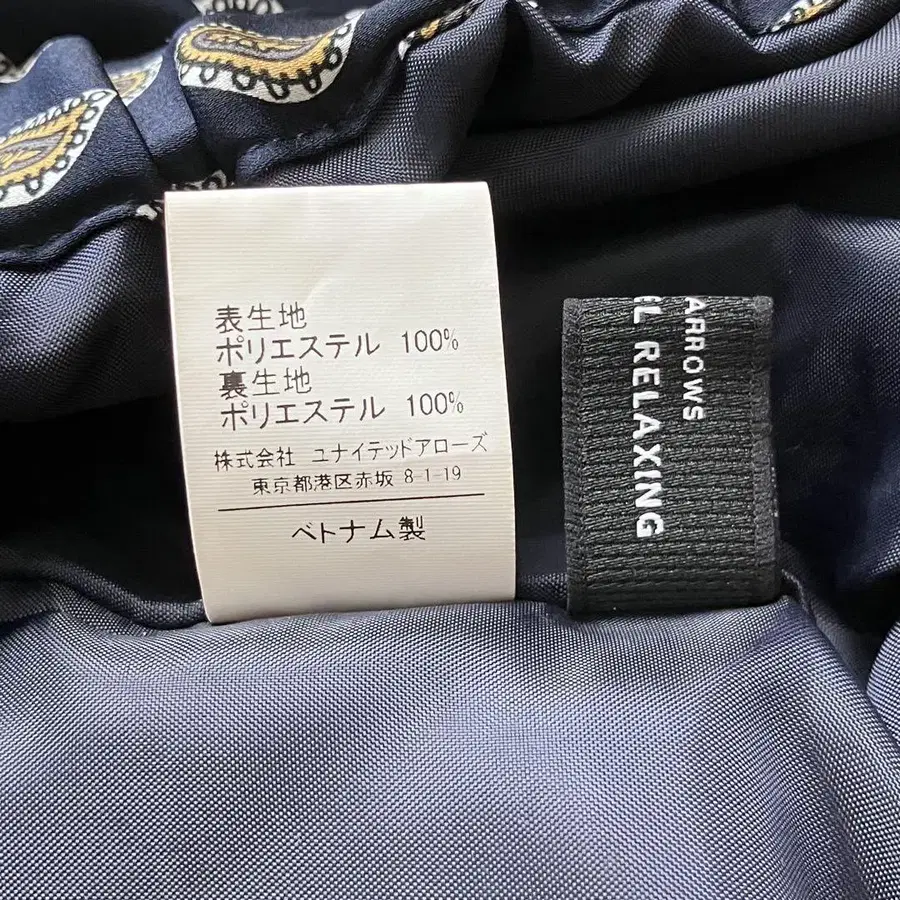 表生地
ポリエステル 100%
裏生地
ポリエステル 100%
株式会社 ユナイテッドアローズ
東京都港区赤坂 8-1-19
ベトナム製
ARROWS
RELAXING